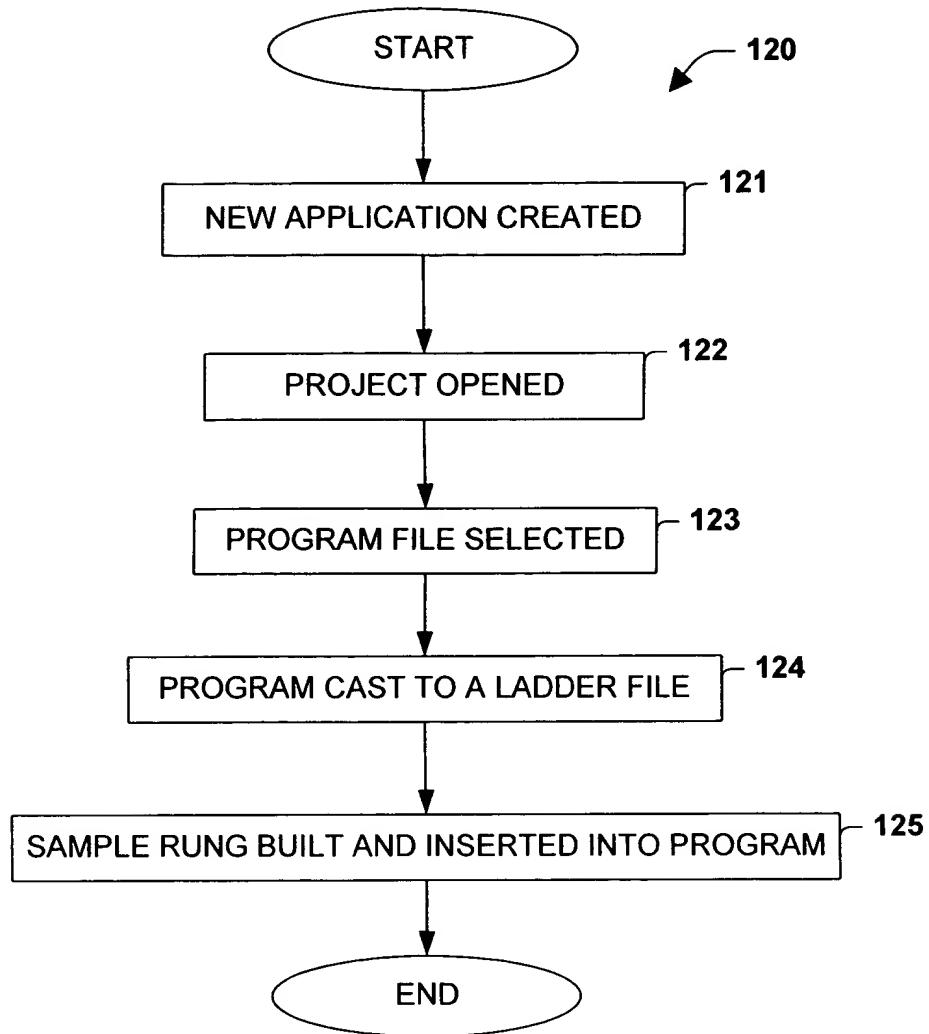 START
120
121
NEW APPLICATION CREATED
122
PROJECT OPENED
123
PROGRAM FILE SELECTED
124
PROGRAM CAST TO A LADDER FILE
125
SAMPLE RUNG BUILT AND INSERTED INTO PROGRAM
END